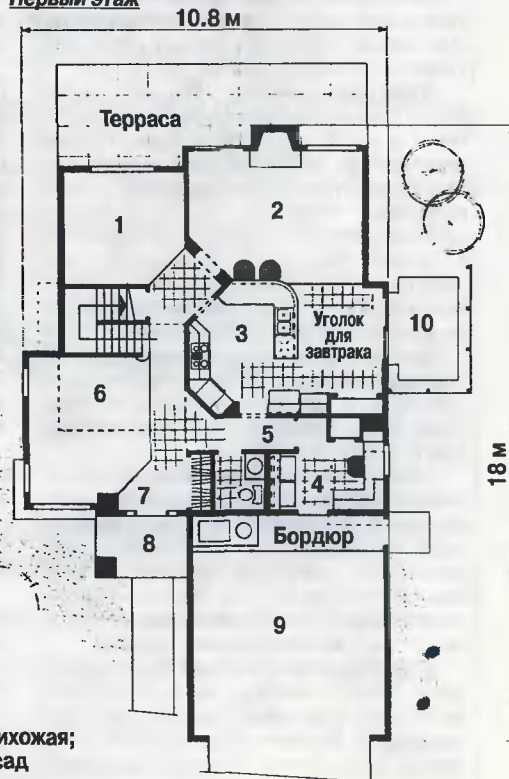 Первый этаж
10.8 м
Терраса
1
2
3
Уголок
для
завтрака
10
6
5
4
7
8
Бордюр
9
18 м
ихожая;
сад